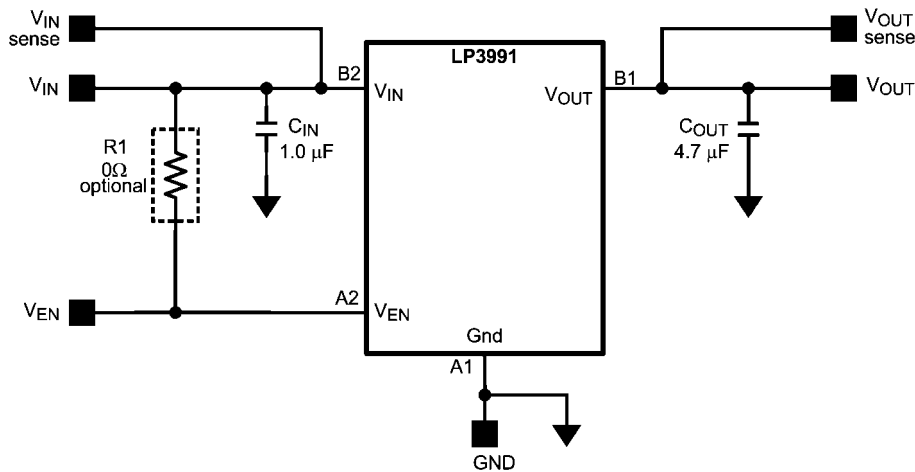 VIN
sense
VOUT
sense
LP3991
VIN
B2
VIN
VOUT
B1
VOUT
R1
0Ω
optional
CIN
1.0 µF
COUT
4.7 µF
VEN
A2
VEN
Gnd
A1
GND